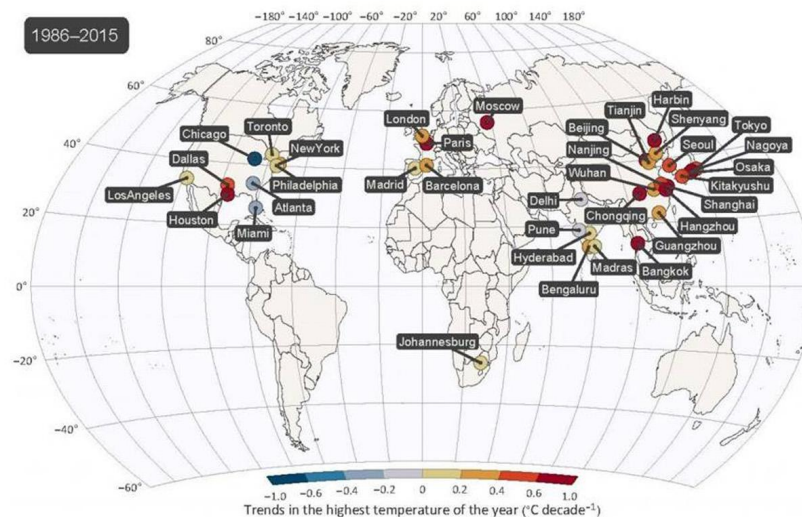 −180° −140° −100° −60° −20° 0° 20° 60° 100° 140° 180°
1986–2015
80°
60°
40°
20°
0°
−20°
−40°
−60°
Chicago
Toronto
NewYork
Dallas
LosAngeles
Philadelphia
Houston
Atlanta
Miami
London
Moscow
Paris
Madrid
Barcelona
Harbin
Tianjin
Shenyang
Beijing
Seoul
Tokyo
Nanjing
Nagoya
Wuhan
Osaka
Kitakyushu
Delhi
Shanghai
Chongqing
Hangzhou
Pune
Guangzhou
Hyderabad
Madras
Bangkok
Bengaluru
Johannesburg
−1.0 −0.6 −0.4 −0.2 0 0.2 0.4 0.6 1.0
Trends in the highest temperature of the year (°C decade⁻¹)